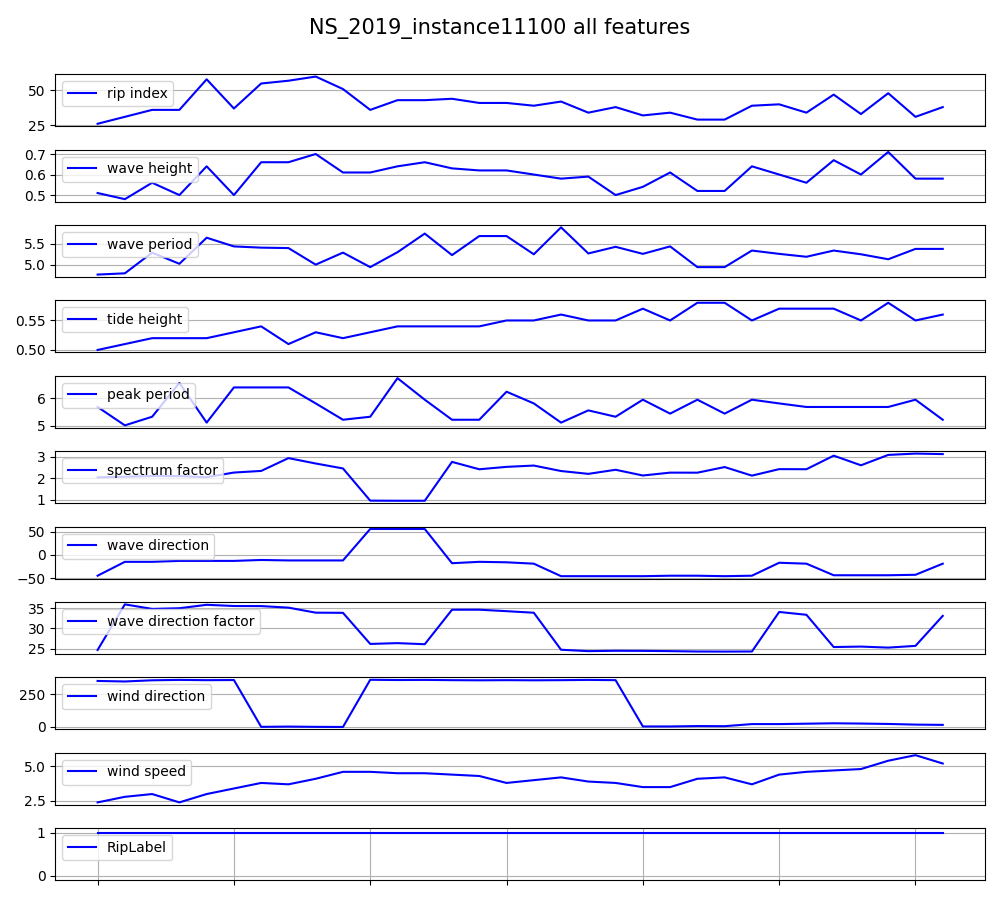 NS_2019_instance11100 all features
50
25
rip index
0.7
0.6
0.5
wave height
5.5
5.0
wave period
0.55
0.50
tide height
6
5
peak period
3
2
1
spectrum factor
50
0
−50
wave direction
35
30
25
wave direction factor
250
0
wind direction
5.0
2.5
wind speed
1
0
RipLabel